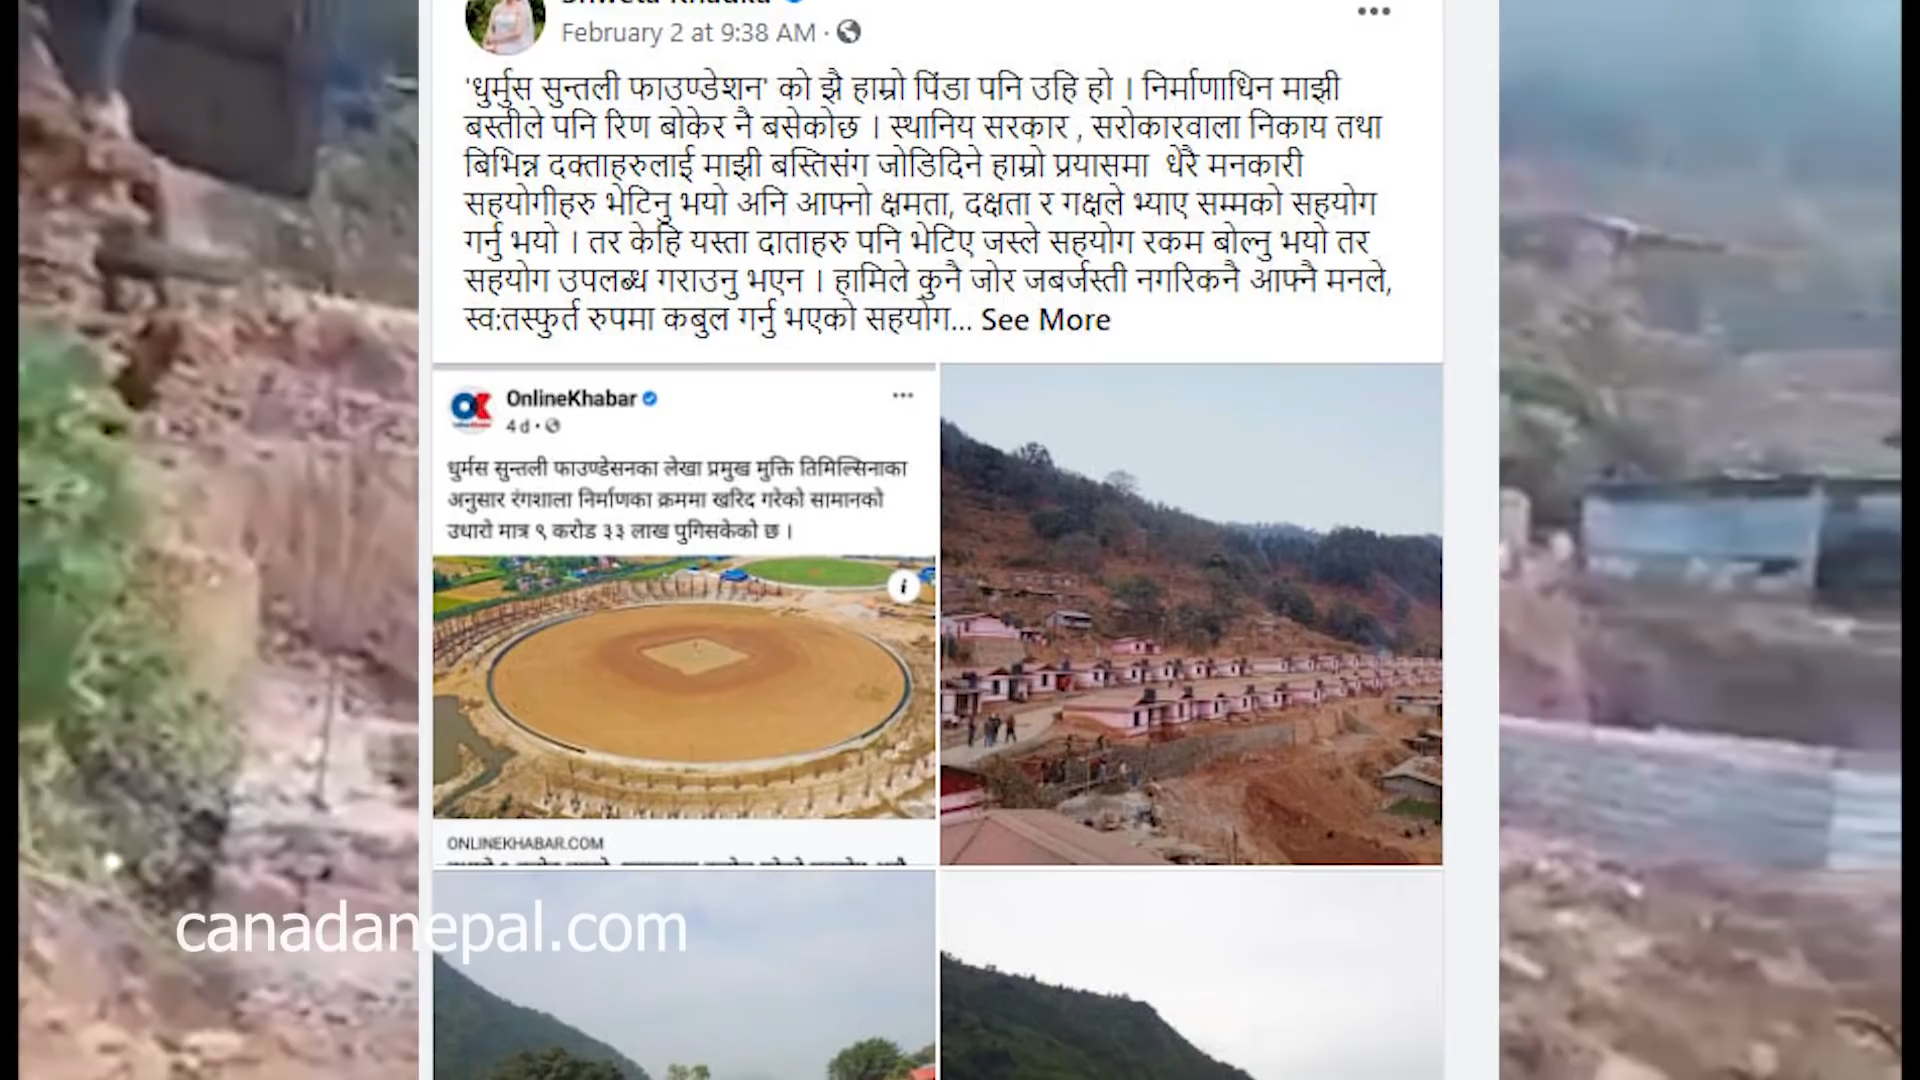 Shweta Khadka
February 2 at 9:38 AM ·
'धुर्मुस सुन्तली फाउण्डेशन' को झै हाम्रो पिंडा पनि उहि हो । निर्माणाधिन माझी
बस्तीले पनि रिण बोकेर नै बसेकोछ । स्थानिय सरकार , सरोकारवाला निकाय तथा
बिभिन्न दक्ताहरुलाई माझी बस्तिसंग जोडिदिने हाम्रो प्रयासमा धेरै मनकारी
सहयोगीहरु भेटिनु भयो अनि आफ्नो क्षमता, दक्षता र गक्षले भ्याए सम्मको सहयोग
गर्नु भयो । तर केहि यस्ता दाताहरु पनि भेटिए जस्ले सहयोग रकम बोल्नु भयो तर
सहयोग उपलब्ध गराउनु भएन । हामिले कुनै जोर जबर्जस्ती नगरिकनै आफ्नै मनले,
स्व:तस्फुर्त रुपमा कबुल गर्नु भएको सहयोग... See More
OnlineKhabar
4 d ·
धुर्मस सुन्तली फाउण्डेसनका लेखा प्रमुख मुक्ति तिमिल्सिनाका
अनुसार रंगशाला निर्माणका क्रममा खरिद गरेको सामानको
उधारो मात्र ९ करोड ३३ लाख पुगिसकेको छ ।
ONLINEKHABAR.COM
canadanepal.com